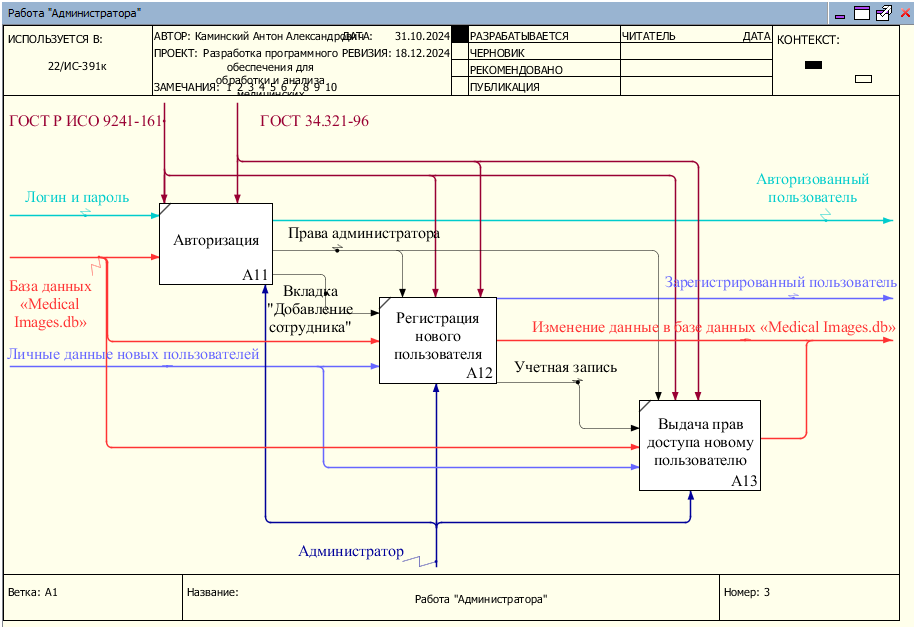 Работа "Администратора"
ИСПОЛЬЗУЕТСЯ В:
22/ИС-391к
АВТОР: Каминский Антон Александрович
ДАТА: 31.10.2024
ПРОЕКТ: Разработка программного
обеспечения для
обработки и анализа
медицинских
РЕВИЗИЯ: 18.12.2024
ЗАМЕЧАНИЯ: 1 2 3 4 5 6 7 8 9 10
РАЗРАБАТЫВАЕТСЯ
ЧЕРНОВИК
РЕКОМЕНДОВАНО
ПУБЛИКАЦИЯ
ЧИТАТЕЛЬ ДАТА
КОНТЕКСТ:
ГОСТ Р ИСО 9241-161
ГОСТ 34.321-96
Логин и пароль
Авторизованный
пользователь
Авторизация
A11
Права администратора
База данных
«Medical
Images.db»
Вкладка
"Добавление
сотрудника"
Зарегистрированный пользователь
Регистрация
нового
пользователя
A12
Изменение данные в базе данных «Medical Images.db»
Личные данные новых пользователей
Учетная запись
Выдача прав
доступа новому
пользователю
A13
Администратор
Ветка: A1
Название:
Работа "Администратора"
Номер: 3